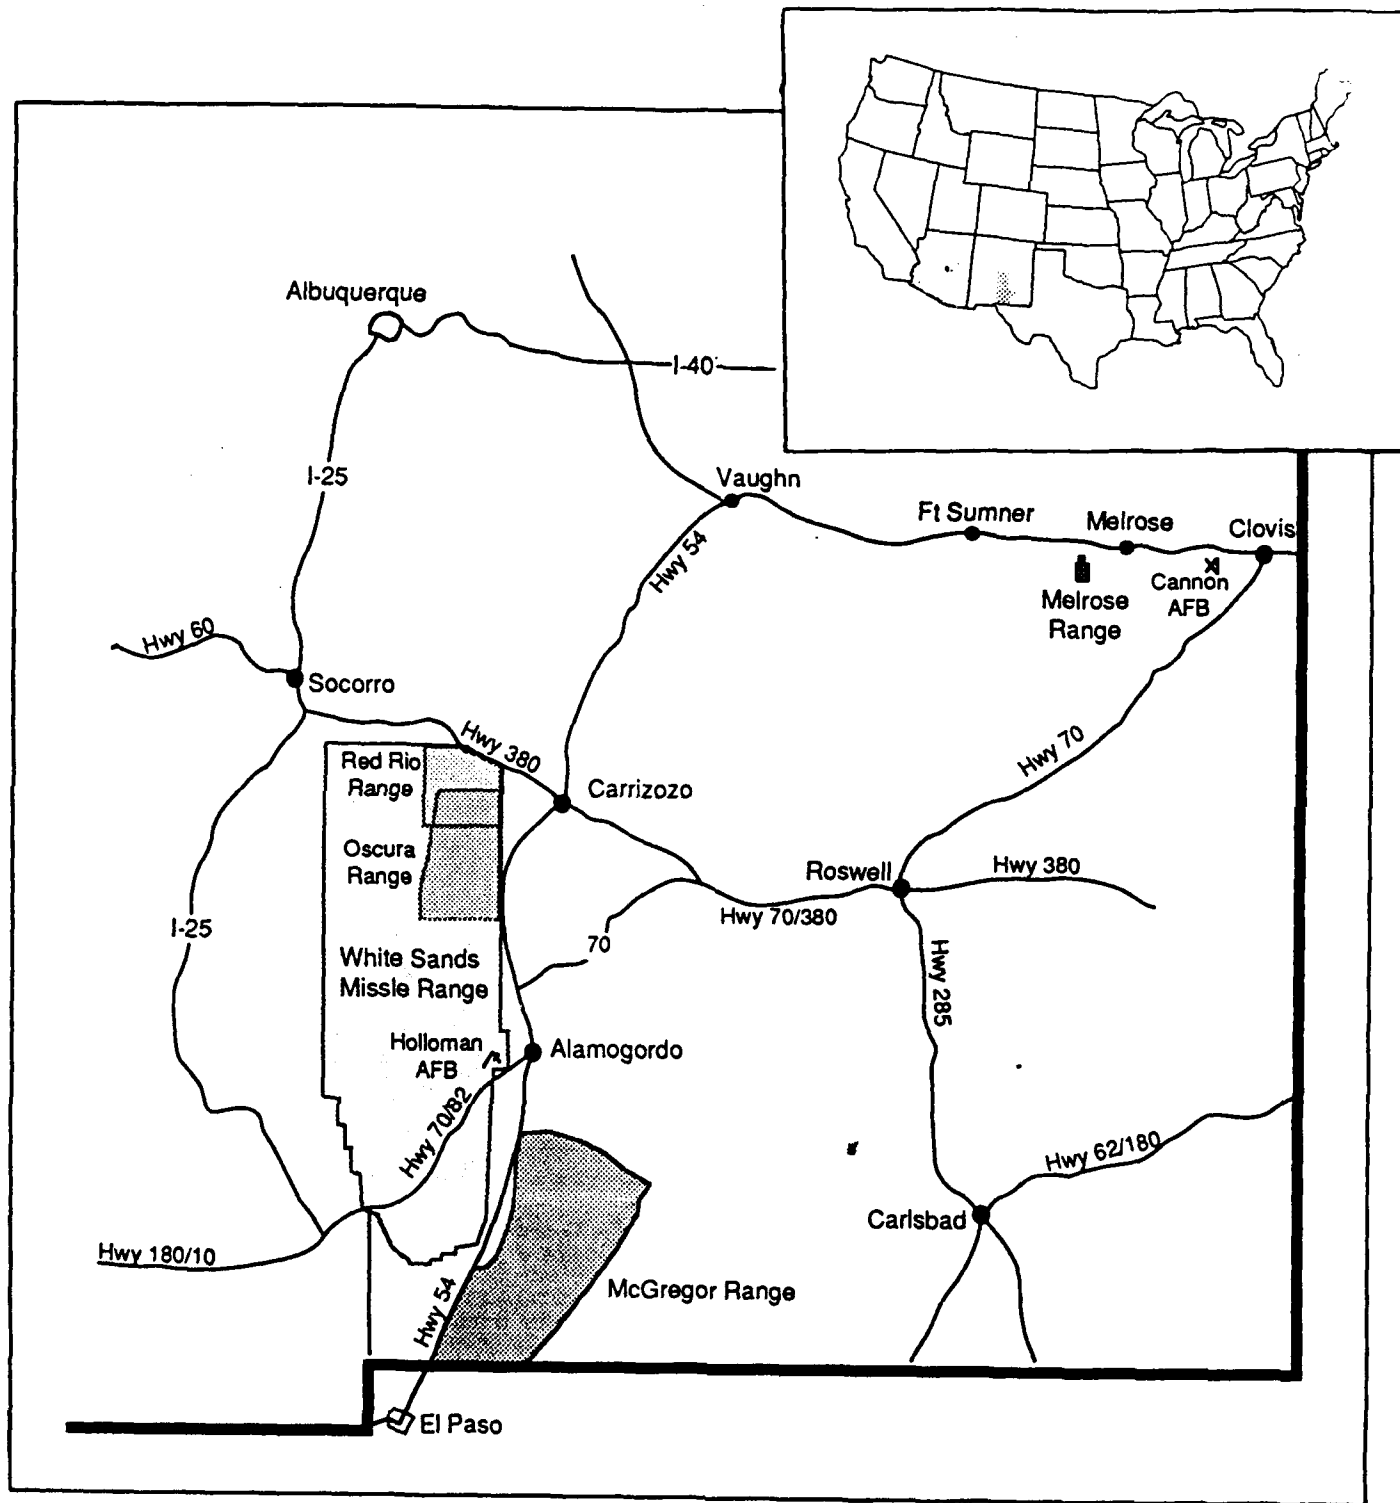 Albuquerque
I-40
I-25
Vaughn
Ft Sumner
Melrose
Clovis
Hwy 54
Cannon
AFB
Melrose
Range
Hwy 60
Socorro
Hwy 380
Hwy 70
Red Rio
Range
Carrizozo
Oscura
Range
Roswell
Hwy 380
Hwy 70/380
I-25
70
White Sands
Missle Range
Hwy 285
Holloman
AFB
Alamogordo
Hwy 70/82
Hwy 62/180
Carlsbad
Hwy 180/10
McGregor Range
Hwy 54
El Paso